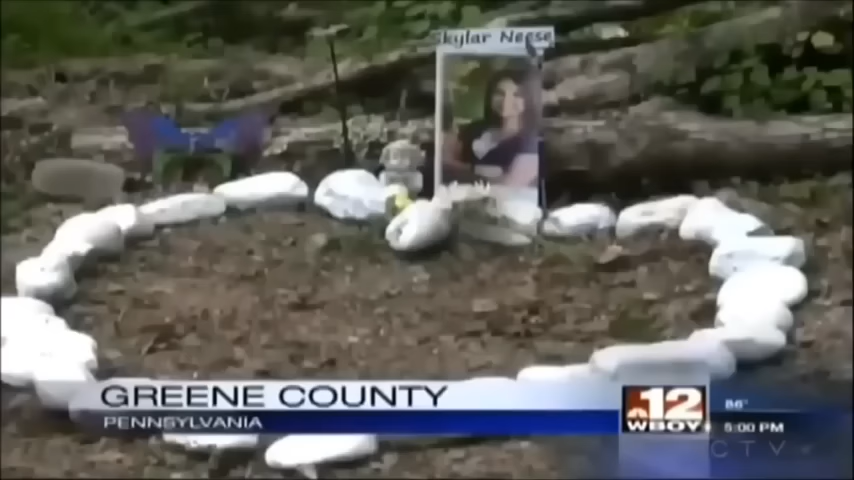 Skylar Neese
GREENE COUNTY
PENNSYLVANIA
12
WBOY
86°
5:00 PM
CTV